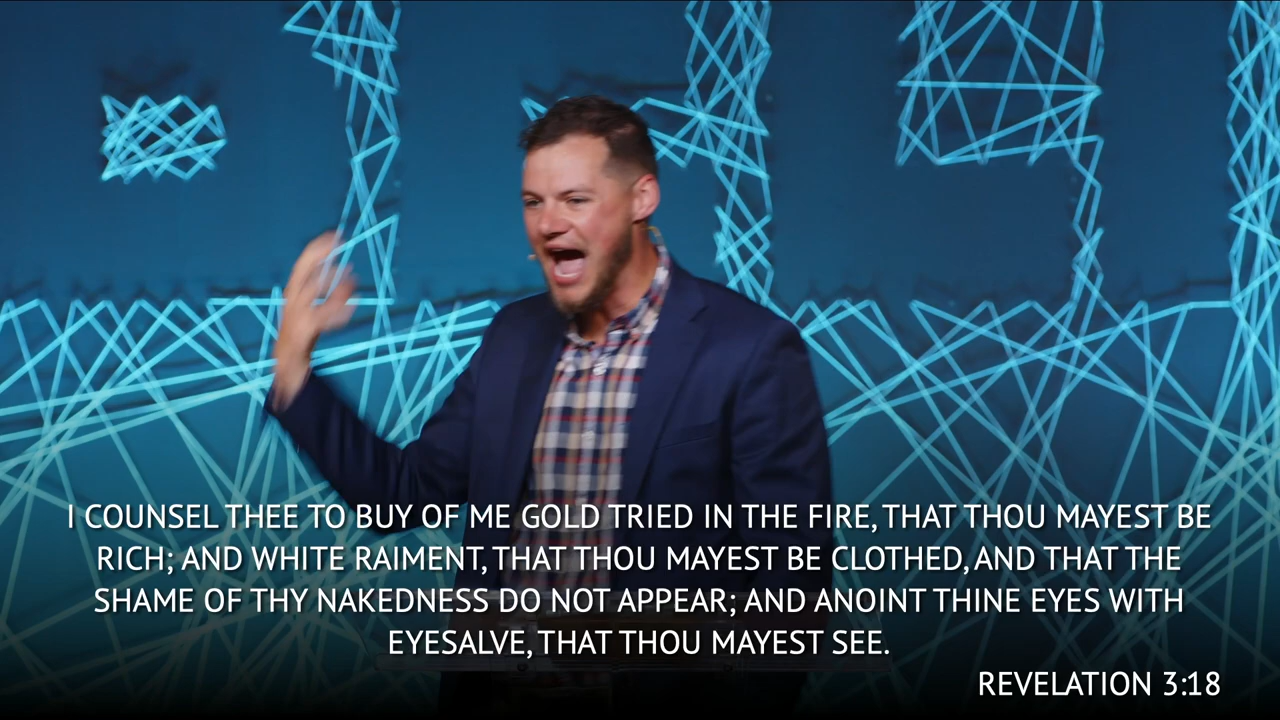 I COUNSEL THEE TO BUY OF ME GOLD TRIED IN THE FIRE, THAT THOU MAYEST BE
RICH; AND WHITE RAIMENT, THAT THOU MAYEST BE CLOTHED, AND THAT THE
SHAME OF THY NAKEDNESS DO NOT APPEAR; AND ANOINT THINE EYES WITH
EYESALVE, THAT THOU MAYEST SEE.
REVELATION 3:18